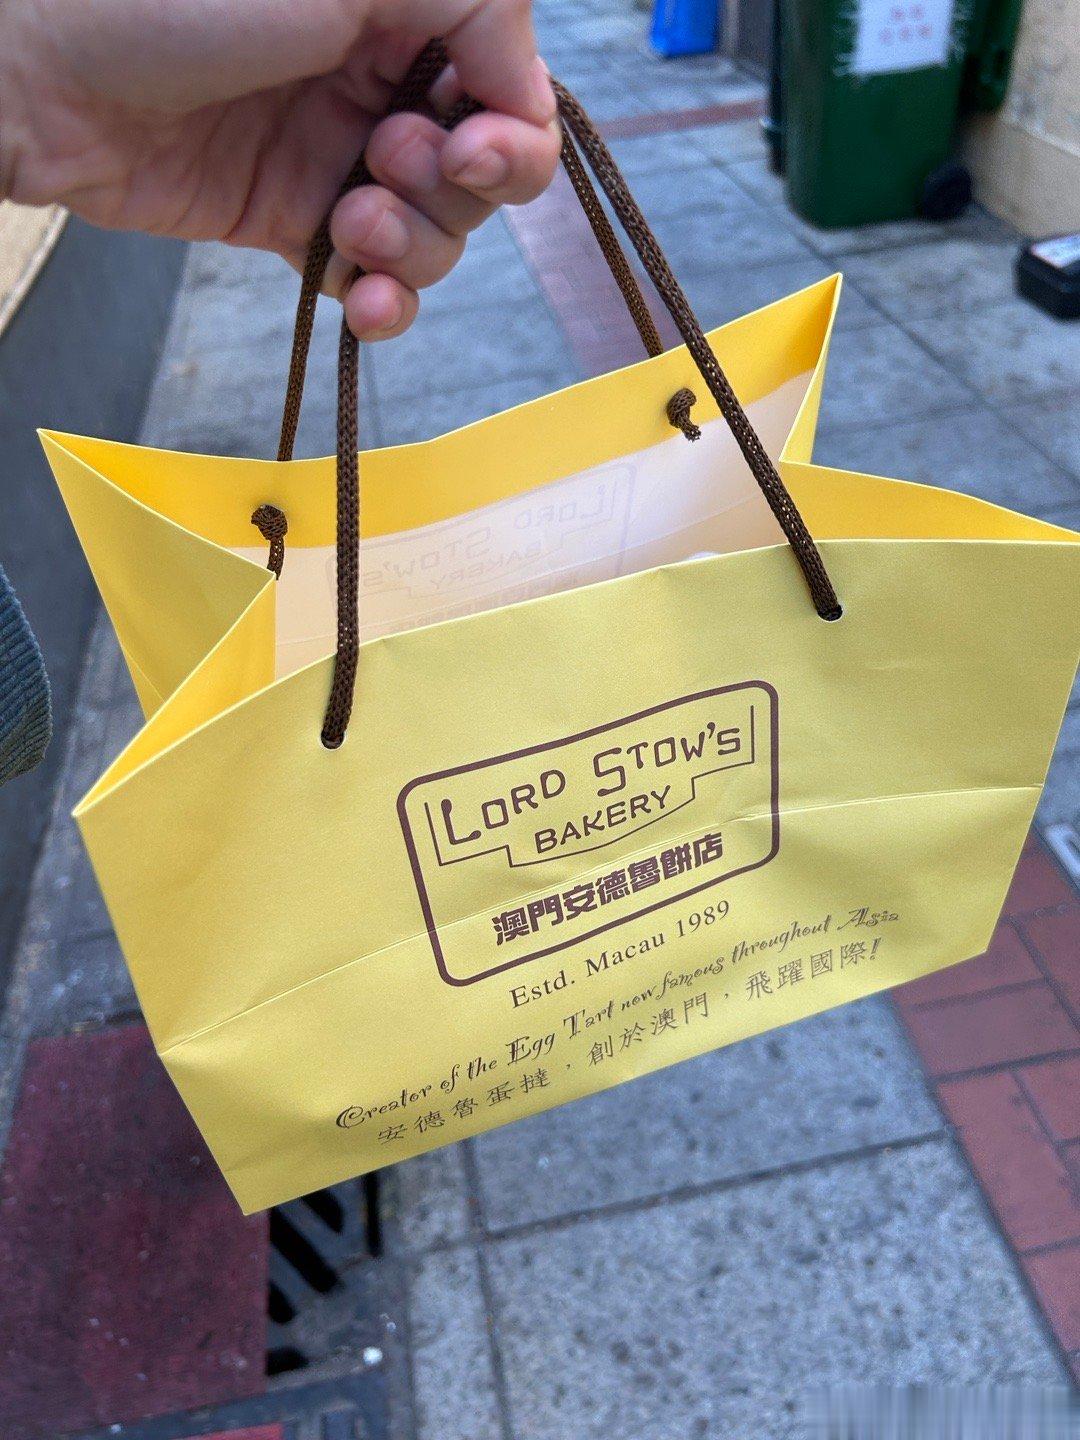 LORD STOW'S
BAKERY
澳門安德魯餅店
Estd. Macau 1989
Creator of the Egg Tart now famous throughout Asia
安德魯蛋撻，創於澳門，飛躍國際！